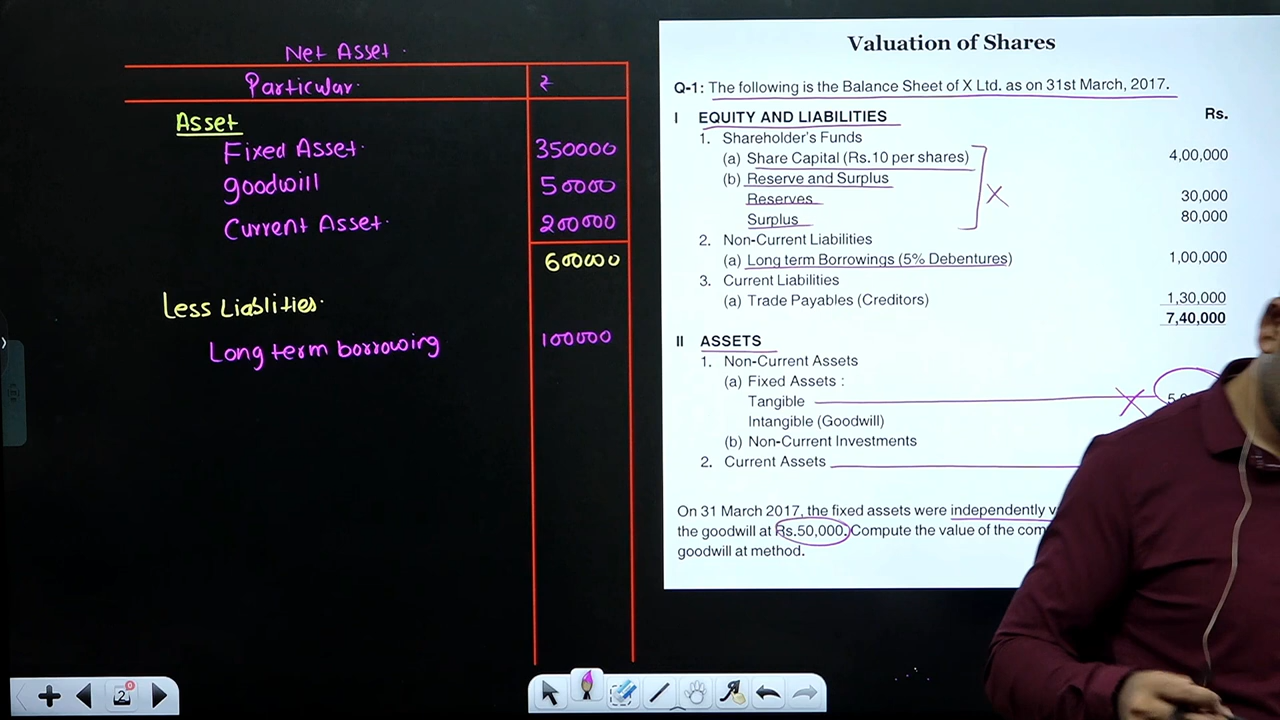 Net Asset.
Particular. ₹
Asset
Fixed Asset. 350000
goodwill 50000
Current Asset. 200000
600000
Less Liablities.
Long term borrowing 100000
Valuation of Shares
Q-1: The following is the Balance Sheet of X Ltd. as on 31st March, 2017.
I EQUITY AND LIABILITIES Rs.
1. Shareholder's Funds
(a) Share Capital (Rs.10 per shares) 4,00,000
(b) Reserve and Surplus
Reserves 30,000
Surplus 80,000
X
2. Non-Current Liabilities
(a) Long term Borrowings (5% Debentures) 1,00,000
3. Current Liabilities
(a) Trade Payables (Creditors) 1,30,000
7,40,000
II ASSETS
1. Non-Current Assets
(a) Fixed Assets :
Tangible X
Intangible (Goodwill)
(b) Non-Current Investments
2. Current Assets
On 31 March 2017, the fixed assets were independently
the goodwill at Rs.50,000. Compute the value of the
goodwill at method.
2
0